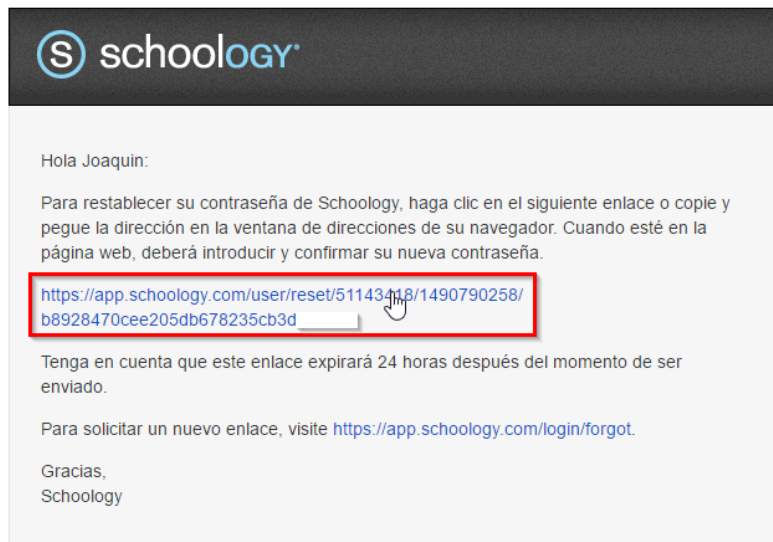 S schoology
Hola Joaquin:
Para restablecer su contraseña de Schoology, haga clic en el siguiente enlace o copie y
pegue la dirección en la ventana de direcciones de su navegador. Cuando esté en la
página web, deberá introducir y confirmar su nueva contraseña.
https://app.schoology.com/user/reset/51143418/1490790258/
b8928470cee205db678235cb3d
Tenga en cuenta que este enlace expirará 24 horas después del momento de ser
enviado.
Para solicitar un nuevo enlace, visite https://app.schoology.com/login/forgot.
Gracias,
Schoology